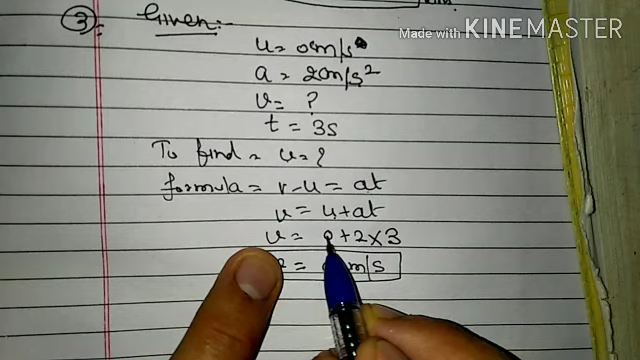 Made with KINEMASTER
3: Given:-
u = 0 m/s
a = 2 m/s²
v = ?
t = 3s
To find = v = ?
formula = v-u = at
v = u+at
v = 0+2×3
= m/s